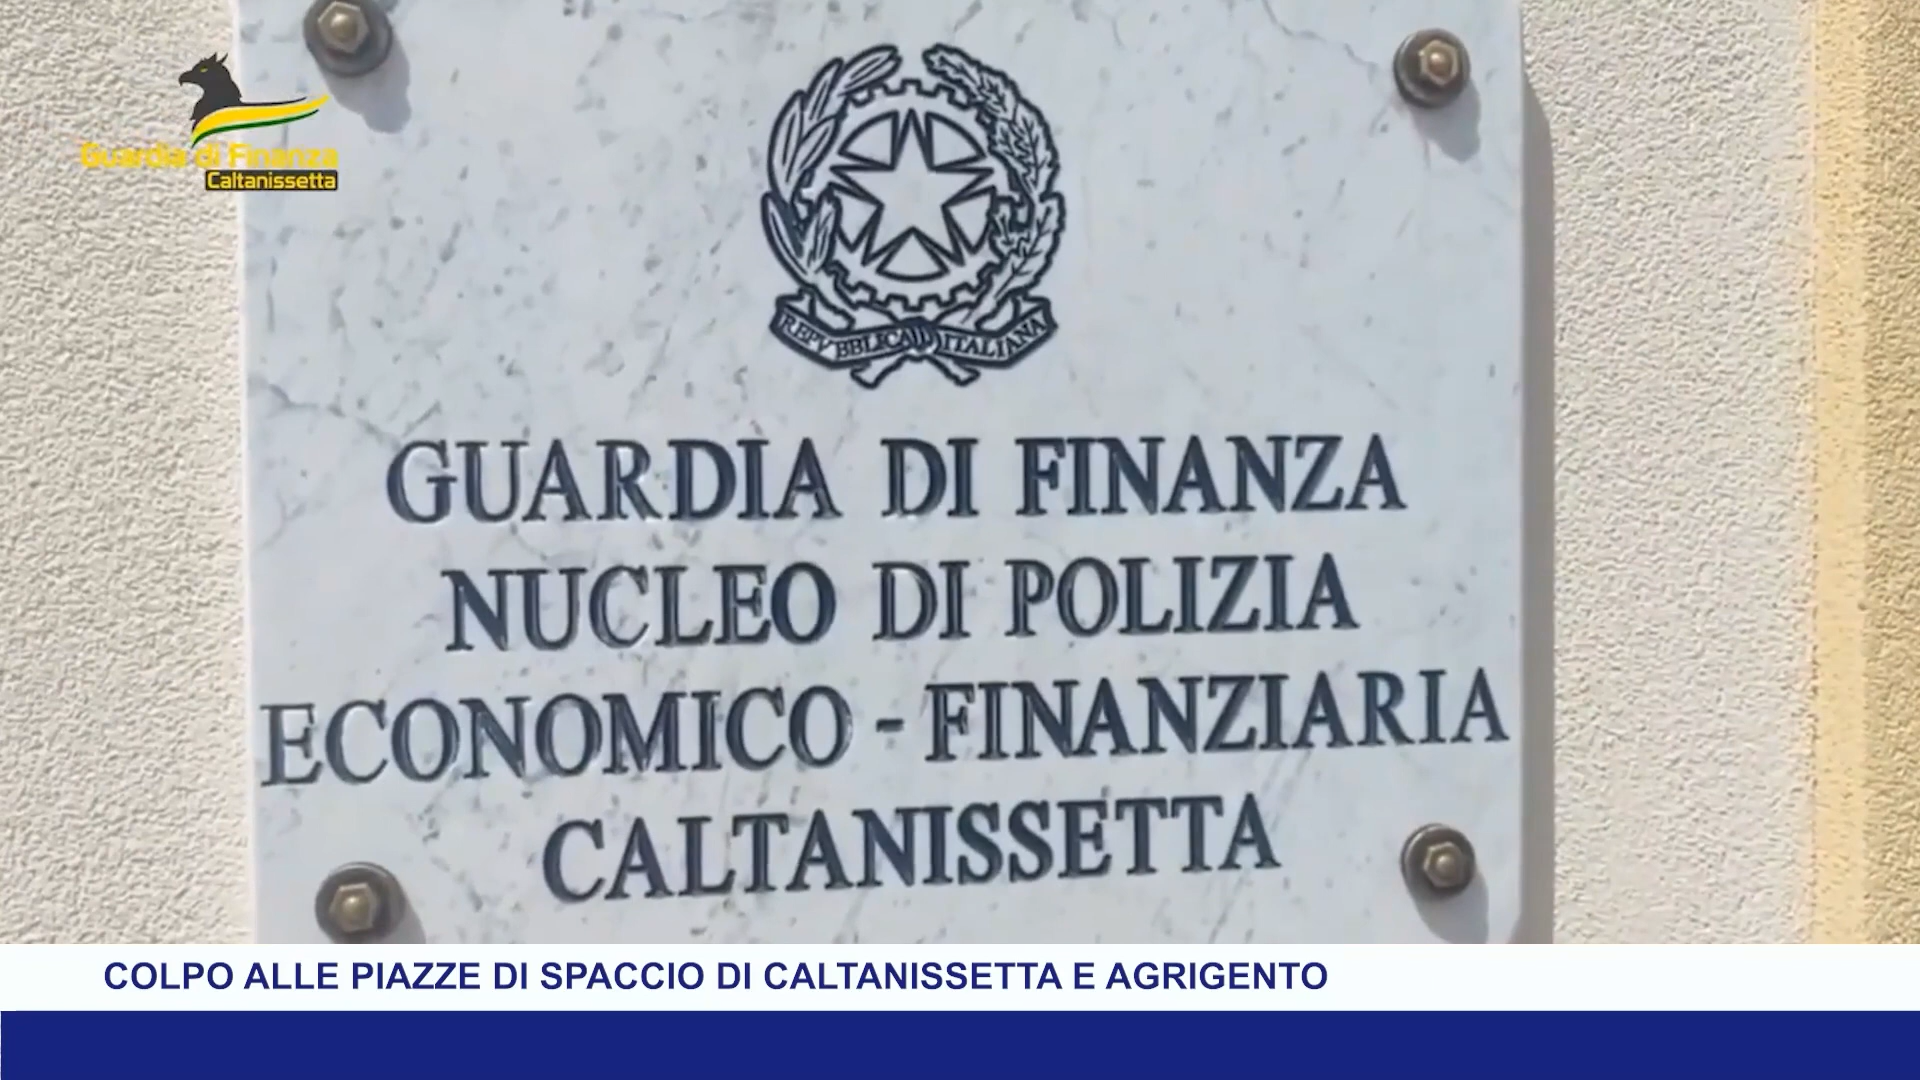 Guardia di Finanza
Caltanissetta
REPVBBLICA ITALIANA
GUARDIA DI FINANZA
NUCLEO DI POLIZIA
ECONOMICO - FINANZIARIA
CALTANISSETTA
COLPO ALLE PIAZZE DI SPACCIO DI CALTANISSETTA E AGRIGENTO